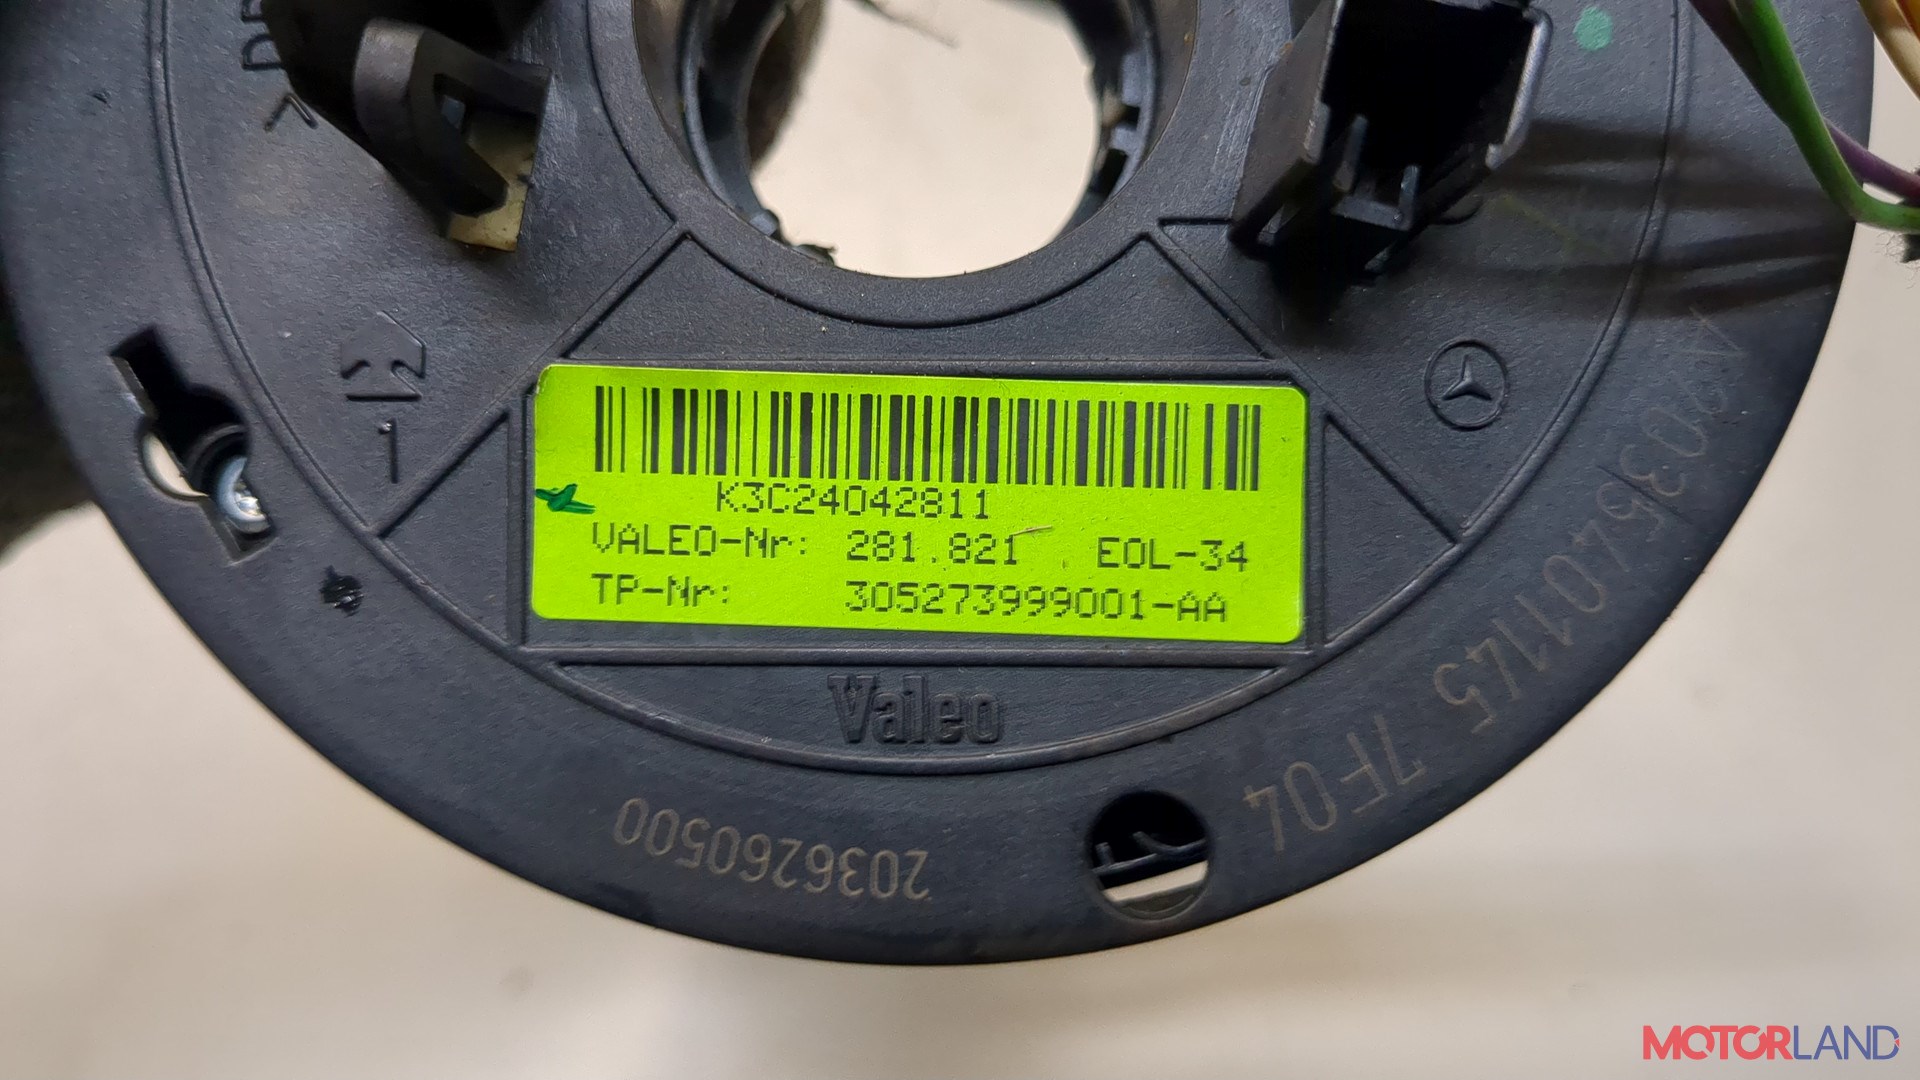 1
K3C24042811
VALEO-Nr: 281.821 EOL-34
TP-Nr: 305273999001-AA
Valeo
A2035401145 7F04
2036260500
MOTORLAND